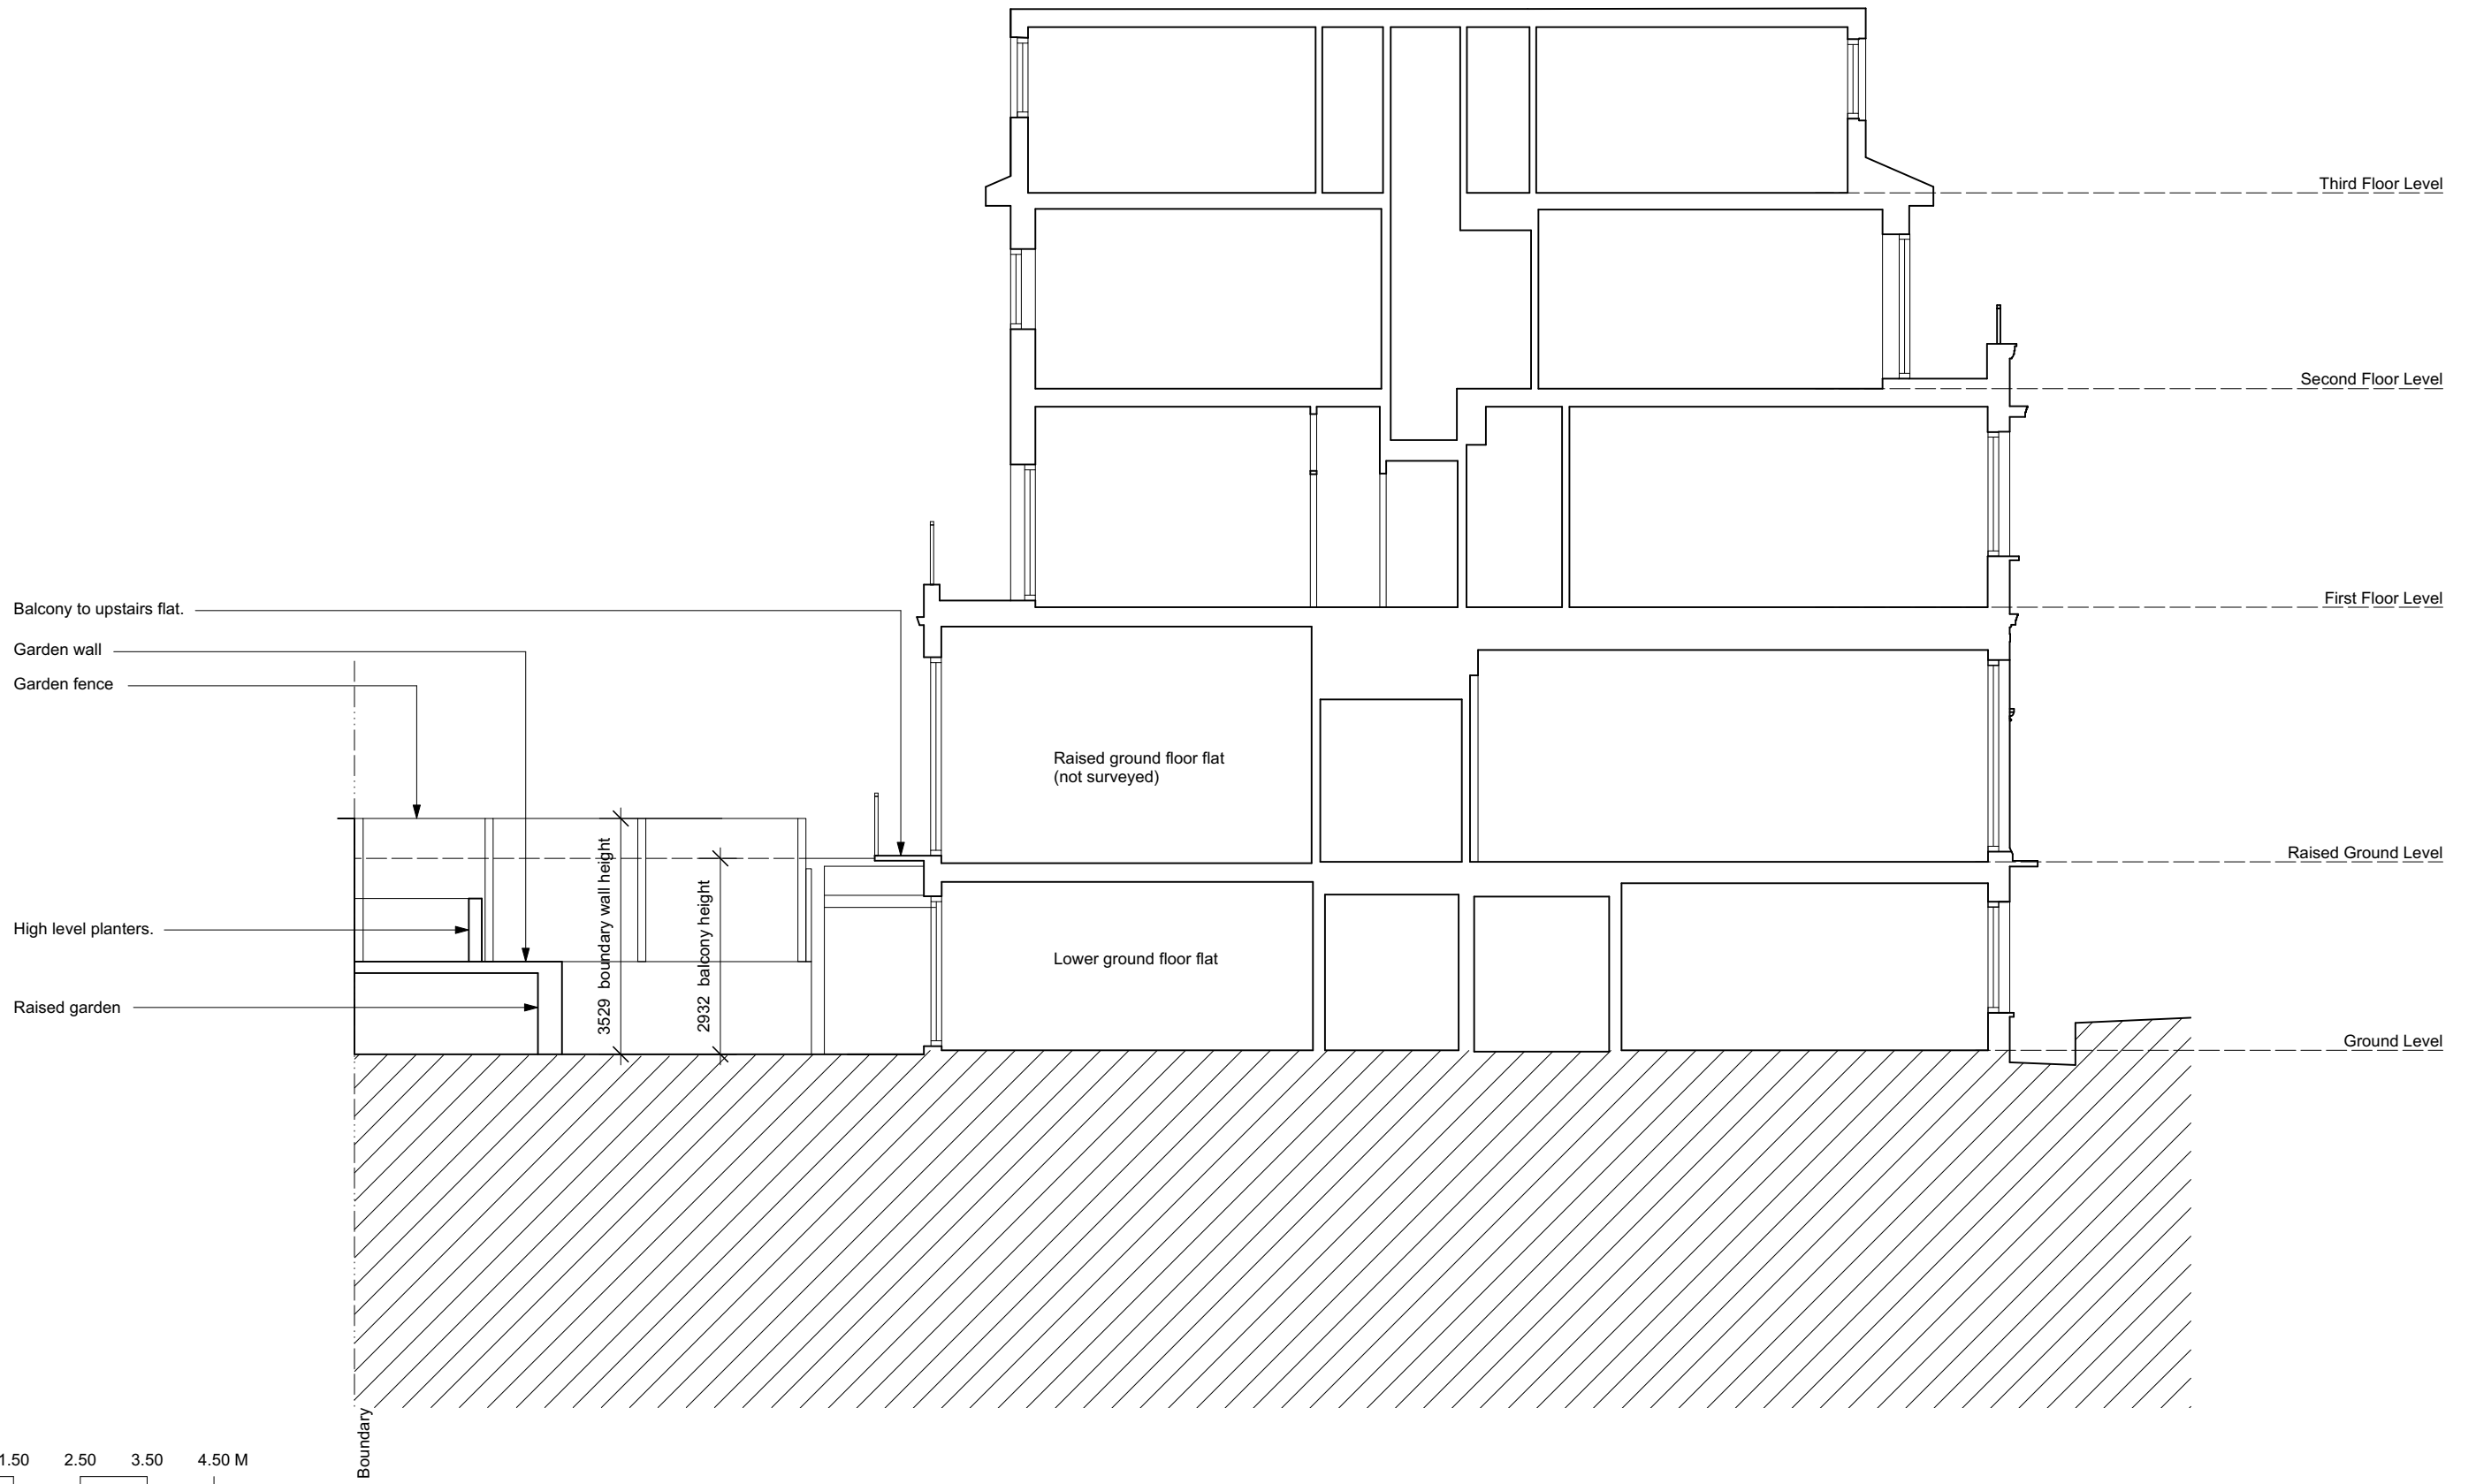 Third Floor Level
Second Floor Level
First Floor Level
Balcony to upstairs flat.
Garden wall
Garden fence
Raised ground floor flat
(not surveyed)
Raised Ground Level
3529 boundary wall height
2932 balcony height
High level planters.
Lower ground floor flat
Raised garden
Ground Level
Boundary
1.50 2.50 3.50 4.50 M